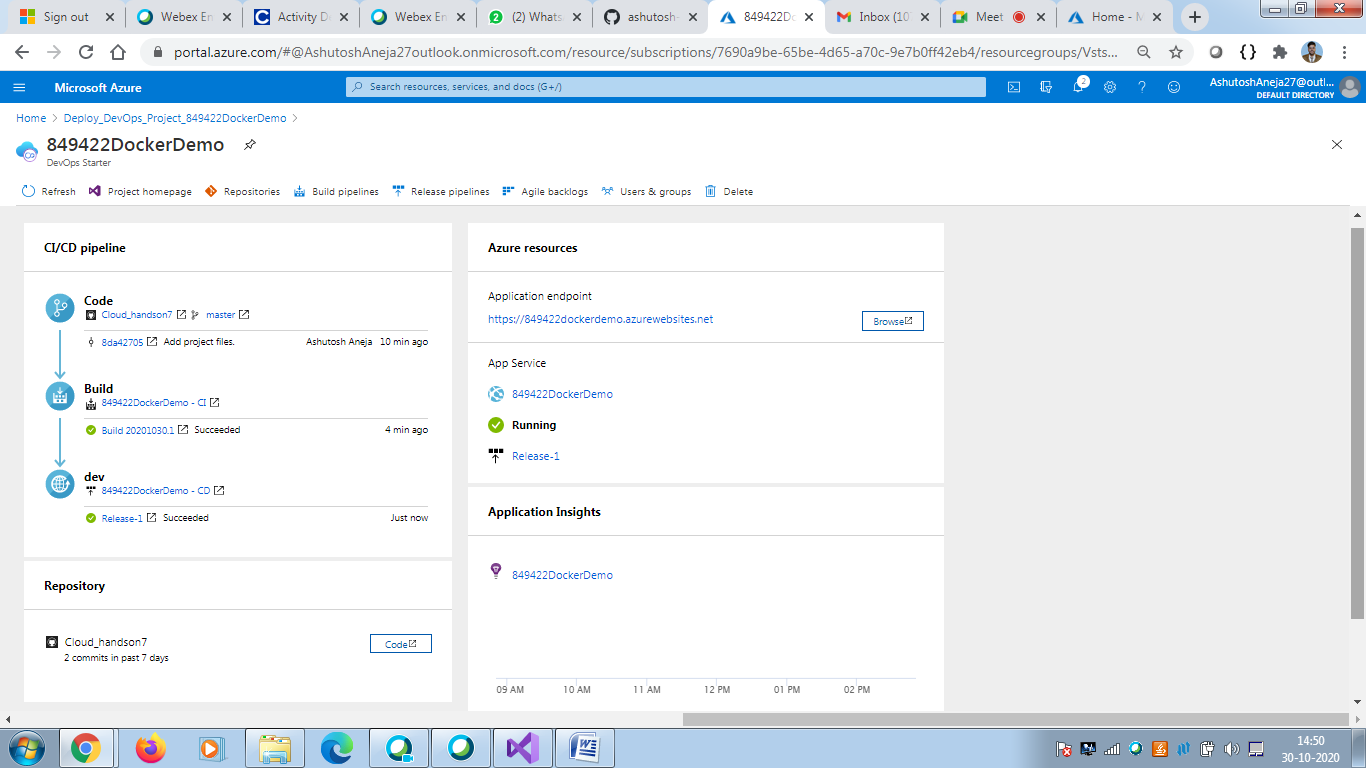 Sign out
Webex En
Activity D
Webex En
(2) Whats
ashutosh-
849422Do
Inbox (10
Meet
Home - M
portal.azure.com/#@AshutoshAneja27outlook.onmicrosoft.com/resource/subscriptions/7690a9be-65be-4d65-a70c-9e7b0ff42eb4/resourcegroups/Vsts...
Microsoft Azure
Search resources, services, and docs (G+/)
2
AshutoshAneja27@outl...
DEFAULT DIRECTORY
Home > Deploy_DevOps_Project_849422DockerDemo >
849422DockerDemo
DevOps Starter
Refresh Project homepage Repositories Build pipelines Release pipelines Agile backlogs Users & groups Delete
CI/CD pipeline
Code
Cloud_handson7 master
8da42705 Add project files. Ashutosh Aneja 10 min ago
Build
849422DockerDemo - CI
Build 20201030.1 Succeeded 4 min ago
dev
849422DockerDemo - CD
Release-1 Succeeded Just now
Repository
Cloud_handson7
2 commits in past 7 days
Code
Azure resources
Application endpoint
https://849422dockerdemo.azurewebsites.net
Browse
App Service
849422DockerDemo
Running
Release-1
Application Insights
849422DockerDemo
09 AM 10 AM 11 AM 12 PM 01 PM 02 PM
14:50
30-10-2020